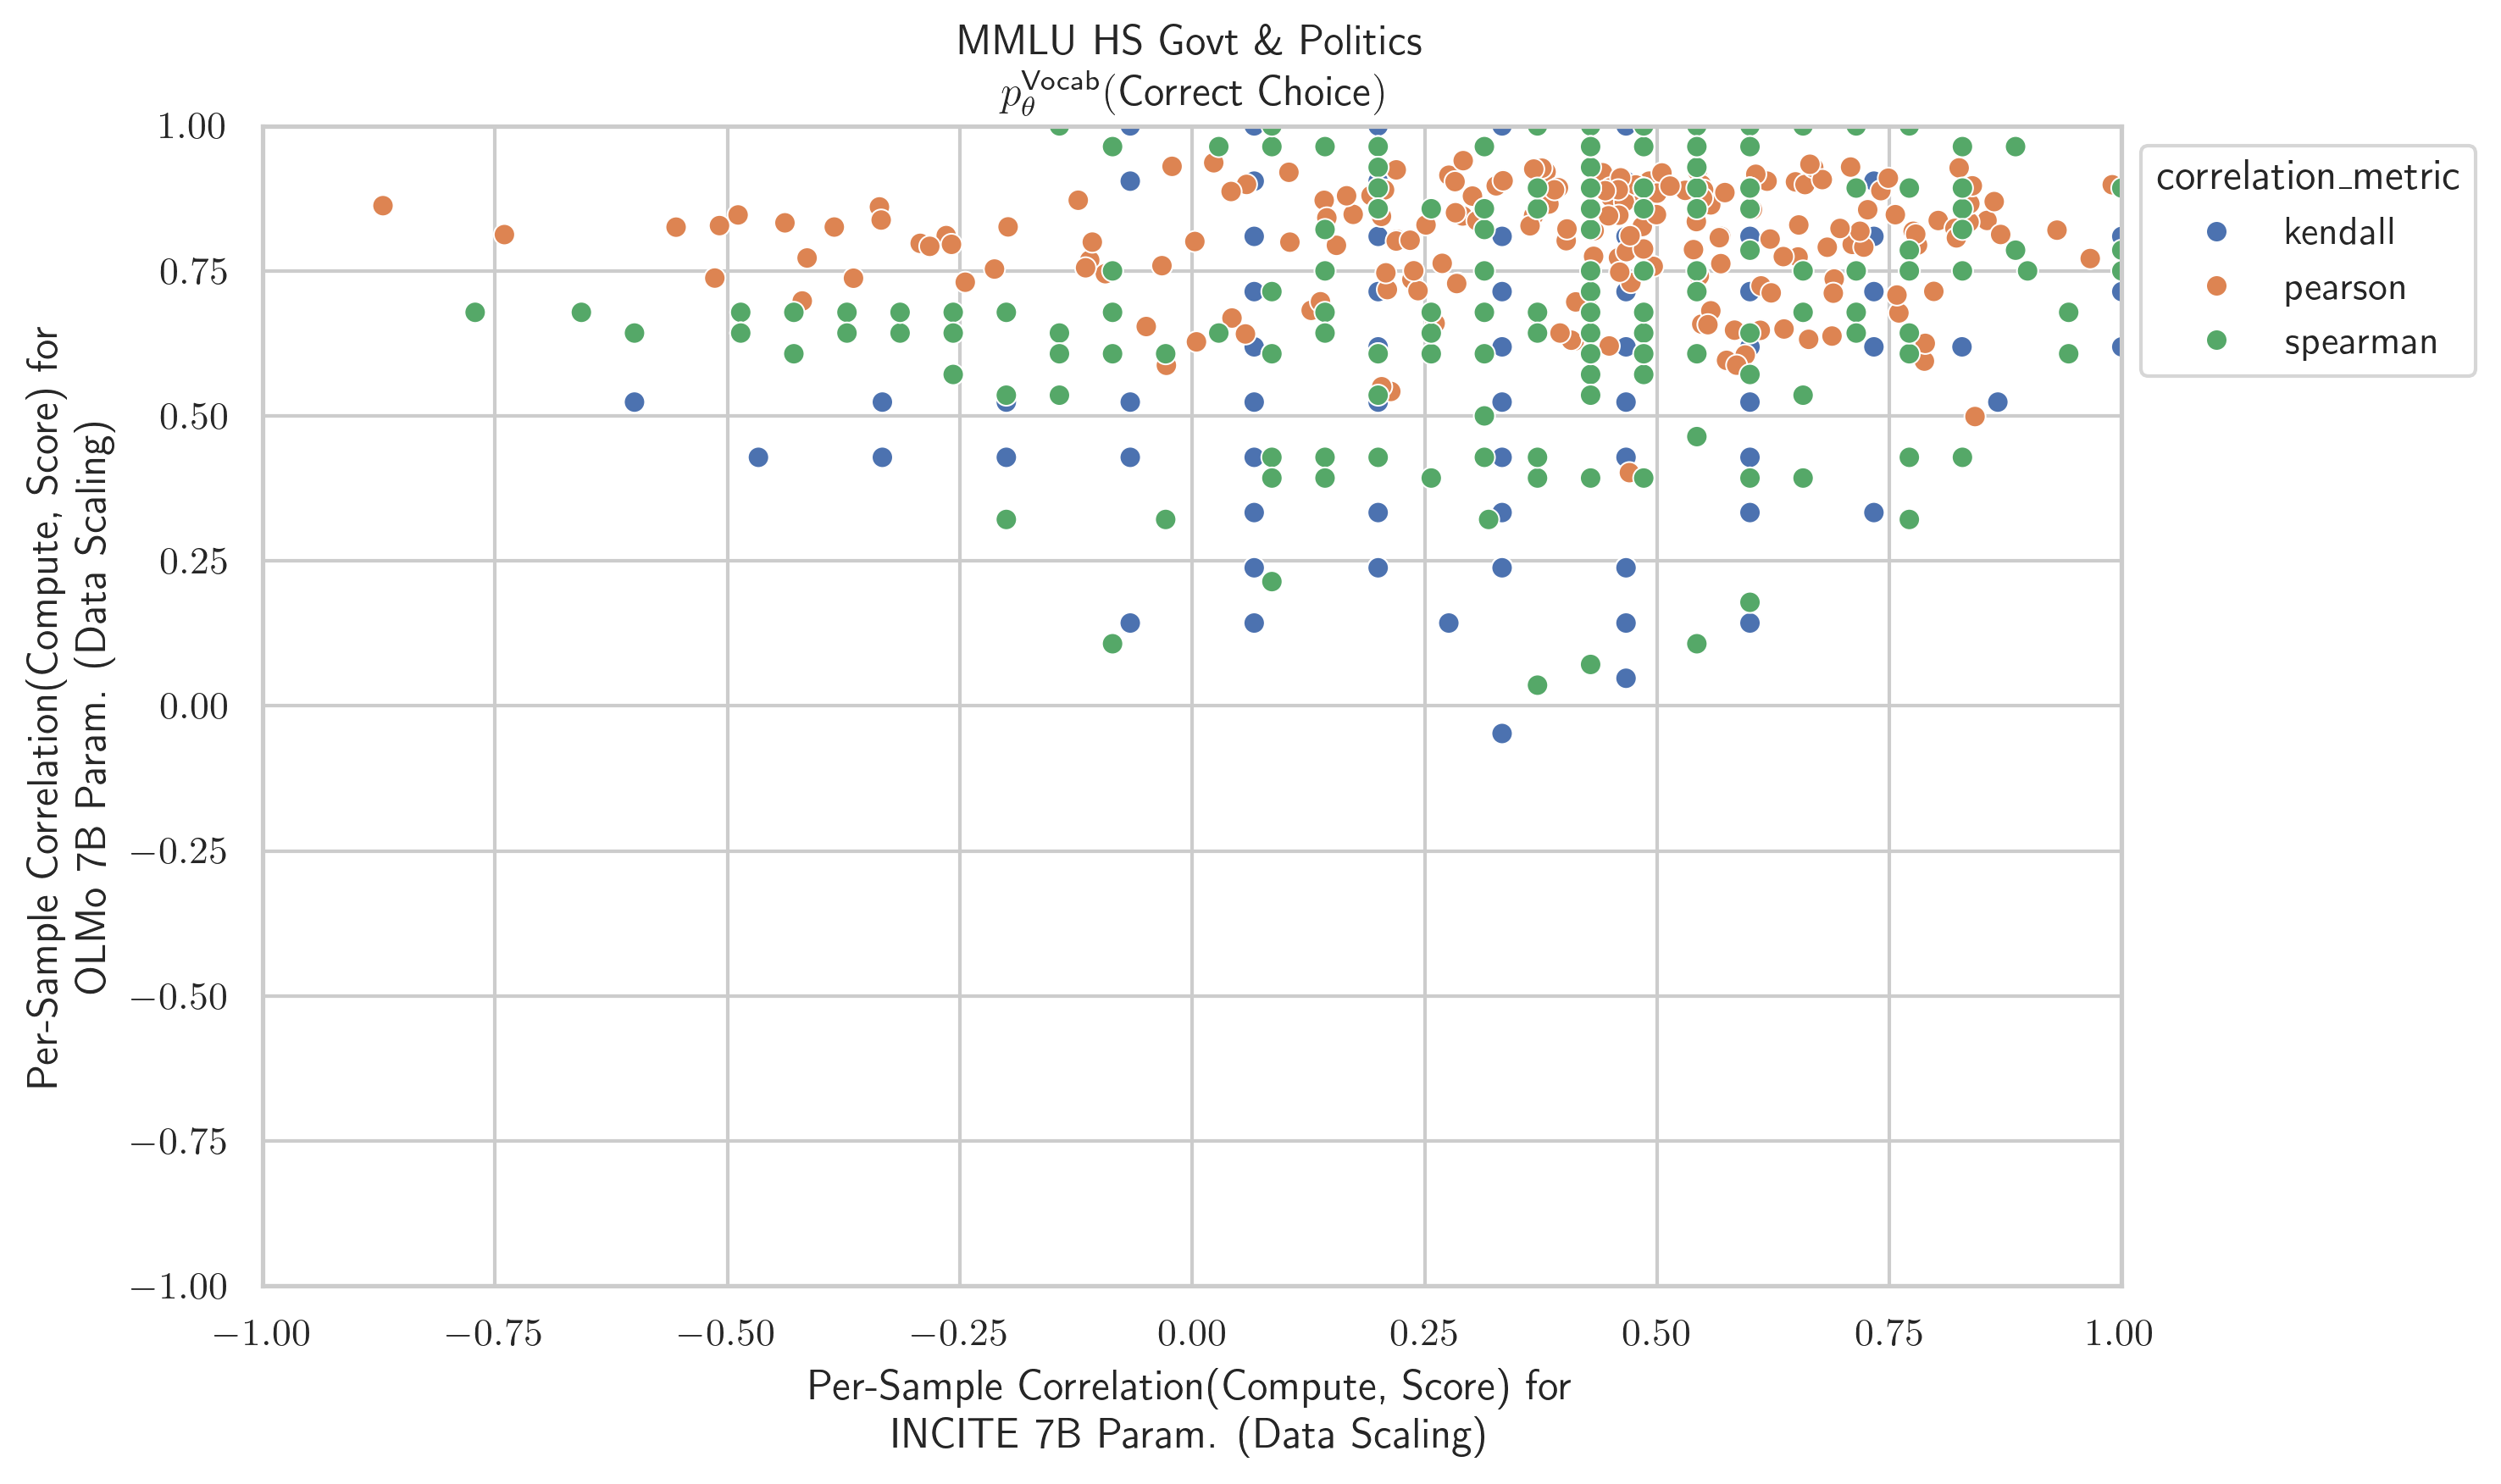 MMLU HS Govt & Politics
p_θ^Vocab(Correct Choice)
Per-Sample Correlation(Compute, Score) for
OLMo 7B Param. (Data Scaling)
1.00
0.75
0.50
0.25
0.00
−0.25
−0.50
−0.75
−1.00
−1.00 −0.75 −0.50 −0.25 0.00 0.25 0.50 0.75 1.00
Per-Sample Correlation(Compute, Score) for
INCITE 7B Param. (Data Scaling)
correlation_metric
kendall
pearson
spearman